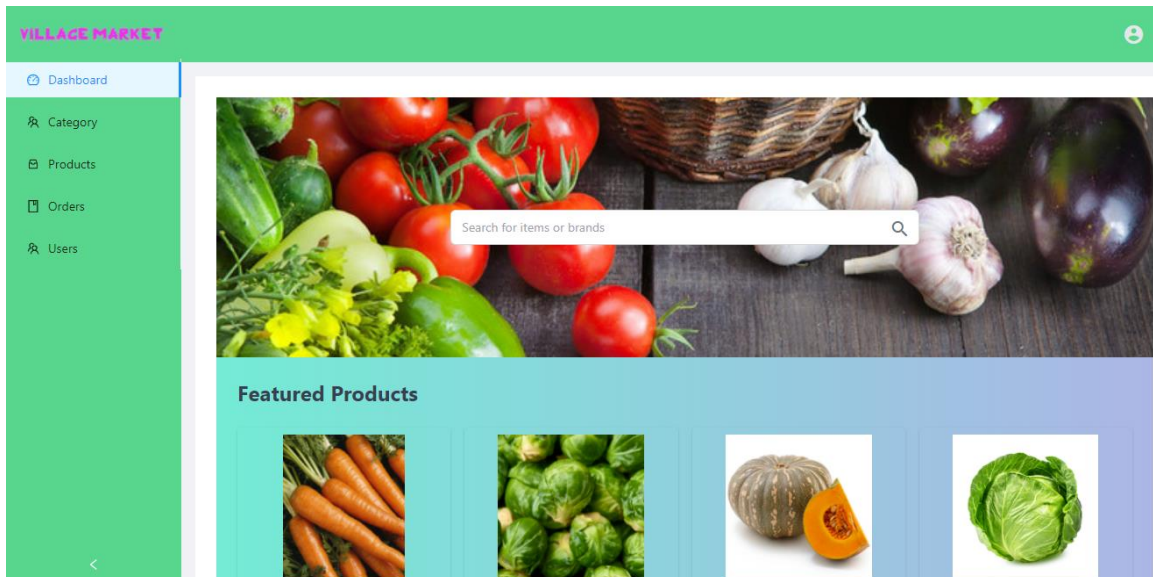 VILLAGE MARKET
Dashboard
Category
Products
Orders
Users
Search for items or brands
Featured Products